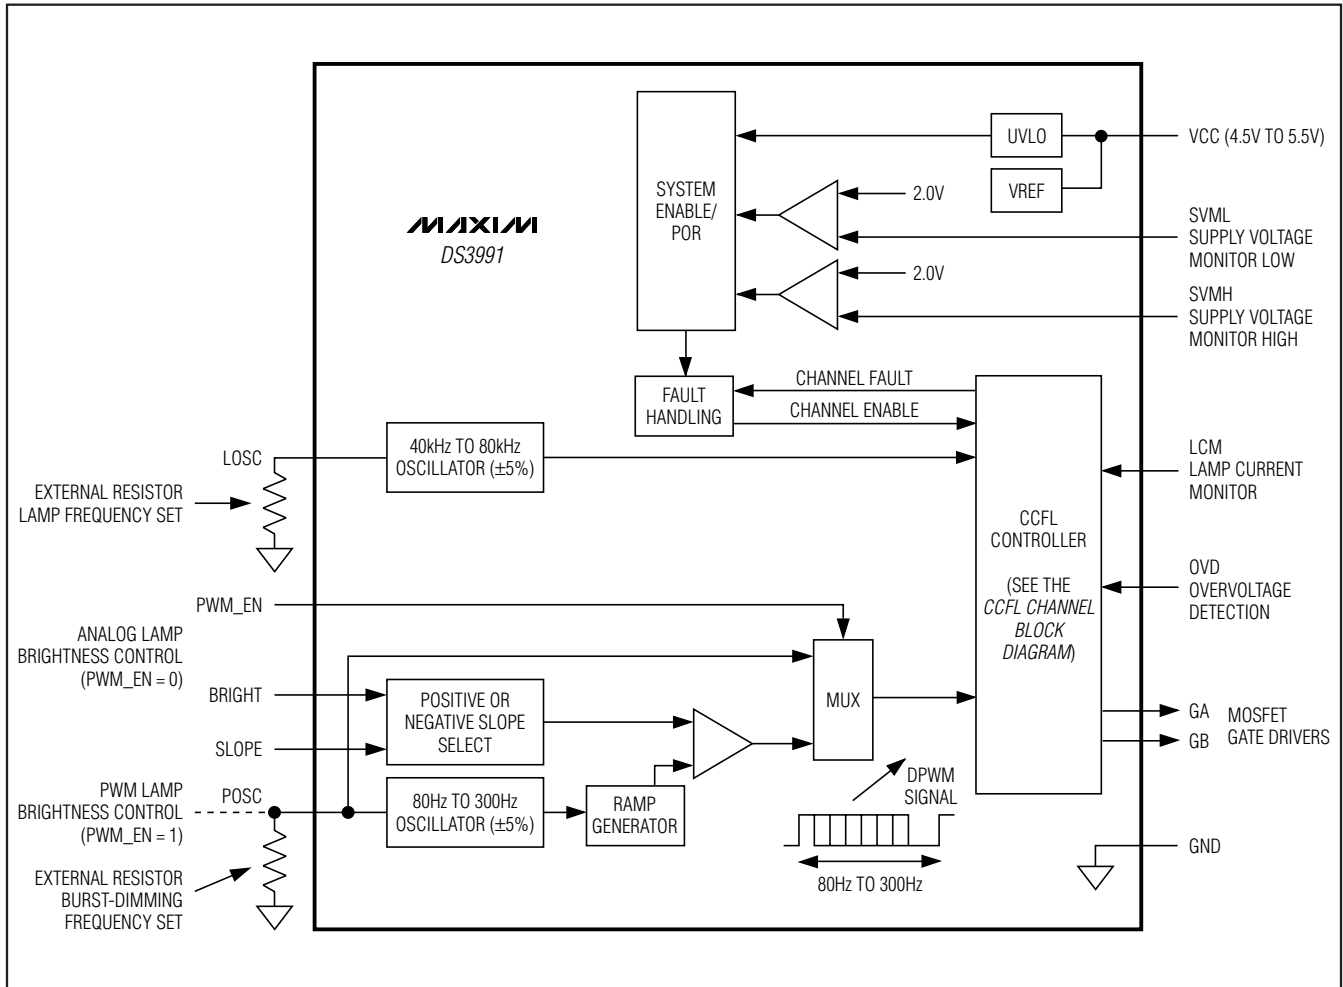 UVLO
VCC (4.5V TO 5.5V)
VREF
SYSTEM
ENABLE/
POR
2.0V
SVML
SUPPLY VOLTAGE
MONITOR LOW
MAXIM
DS3991
2.0V
SVMH
SUPPLY VOLTAGE
MONITOR HIGH
FAULT
HANDLING
CHANNEL FAULT
CHANNEL ENABLE
LOSC
40kHz TO 80kHz
OSCILLATOR (±5%)
EXTERNAL RESISTOR
LAMP FREQUENCY SET
CCFL
CONTROLLER
(SEE THE
CCFL CHANNEL
BLOCK
DIAGRAM)
LCM
LAMP CURRENT
MONITOR
OVD
OVERVOLTAGE
DETECTION
PWM_EN
ANALOG LAMP
BRIGHTNESS CONTROL
(PWM_EN = 0)
BRIGHT
SLOPE
POSITIVE OR
NEGATIVE SLOPE
SELECT
MUX
GA
GB
MOSFET
GATE DRIVERS
PWM LAMP
BRIGHTNESS CONTROL
(PWM_EN = 1)
POSC
80Hz TO 300Hz
OSCILLATOR (±5%)
RAMP
GENERATOR
DPWM
SIGNAL
80Hz TO 300Hz
GND
EXTERNAL RESISTOR
BURST-DIMMING
FREQUENCY SET